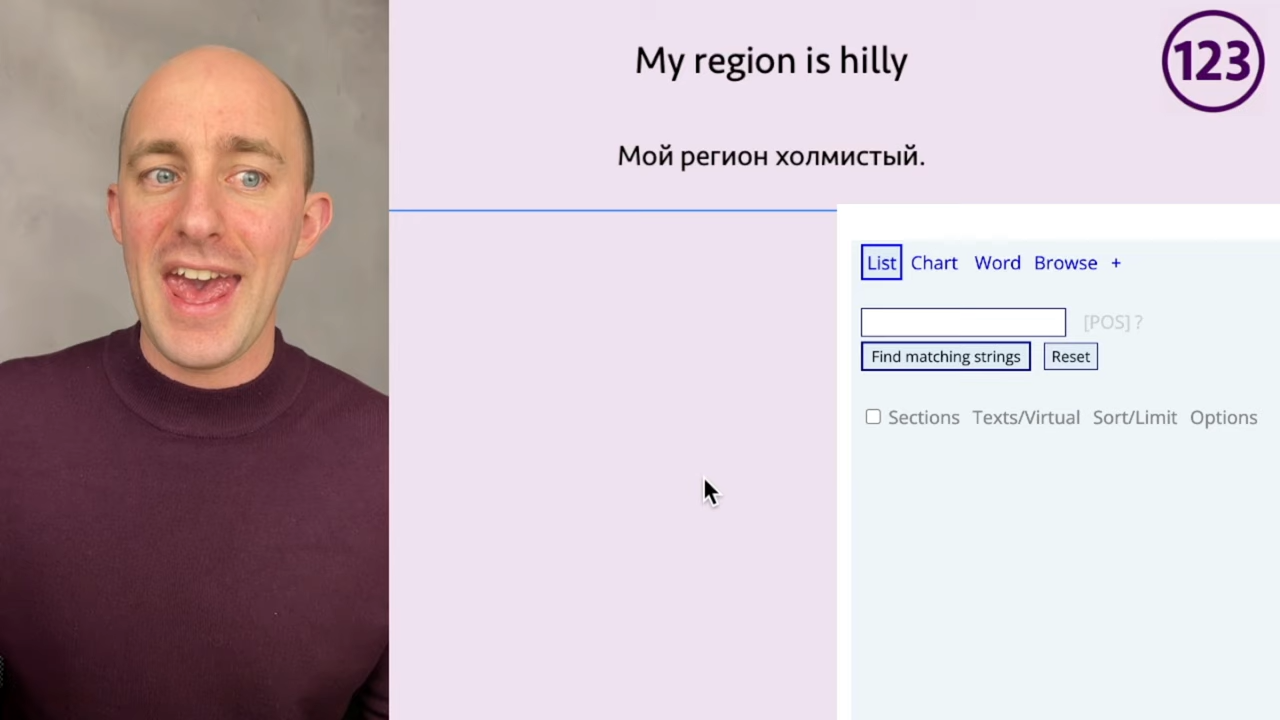 My region is hilly
123
Мой регион холмистый.
List Chart Word Browse +
[POS] ?
Find matching strings Reset
Sections Texts/Virtual Sort/Limit Options